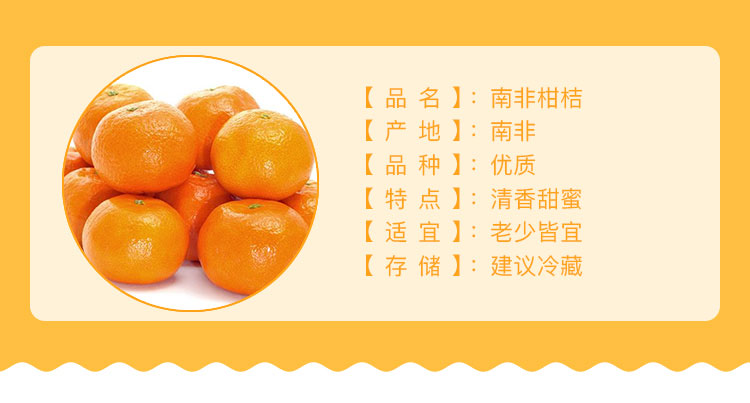 【品名】：南非柑桔
【产地】：南非
【品种】：优质
【特点】：清香甜蜜
【适宜】：老少皆宜
【存储】：建议冷藏